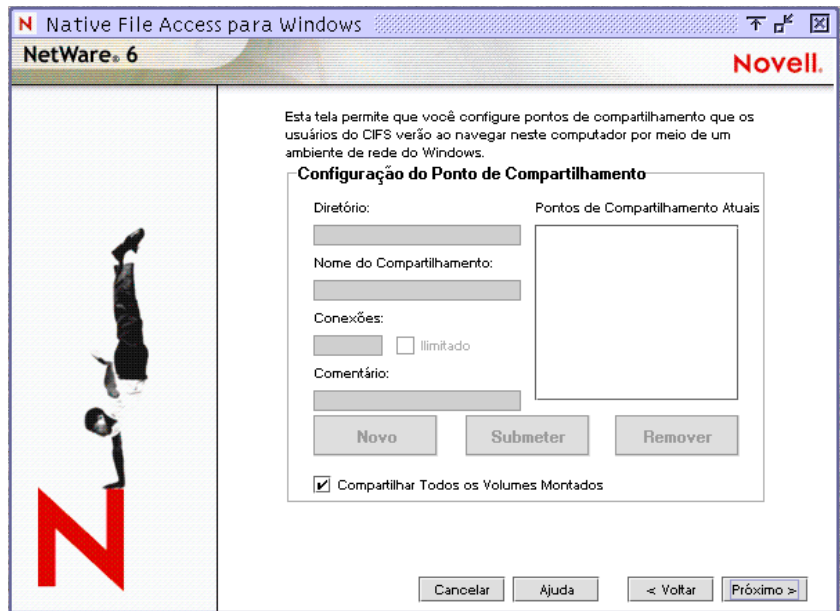 N Native File Access para Windows
NetWare® 6
Novell.
Esta tela permite que você configure pontos de compartilhamento que os
usuários do CIFS verão ao navegar neste computador por meio de um
ambiente de rede do Windows.
Configuração do Ponto de Compartilhamento
Diretório:
Pontos de Compartilhamento Atuais
Nome do Compartilhamento:
Conexões:
Ilimitado
Comentário:
Novo
Submeter
Remover
Compartilhar Todos os Volumes Montados
N
Cancelar
Ajuda
< Voltar
Próximo >